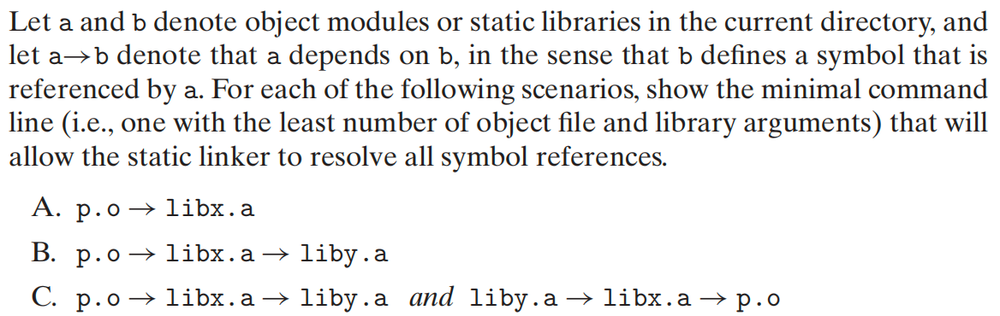 Let a and b denote object modules or static libraries in the current directory, and
let a→b denote that a depends on b, in the sense that b defines a symbol that is
referenced by a. For each of the following scenarios, show the minimal command
line (i.e., one with the least number of object file and library arguments) that will
allow the static linker to resolve all symbol references.
A. p.o → libx.a
B. p.o → libx.a → liby.a
C. p.o → libx.a → liby.a and liby.a → libx.a → p.o